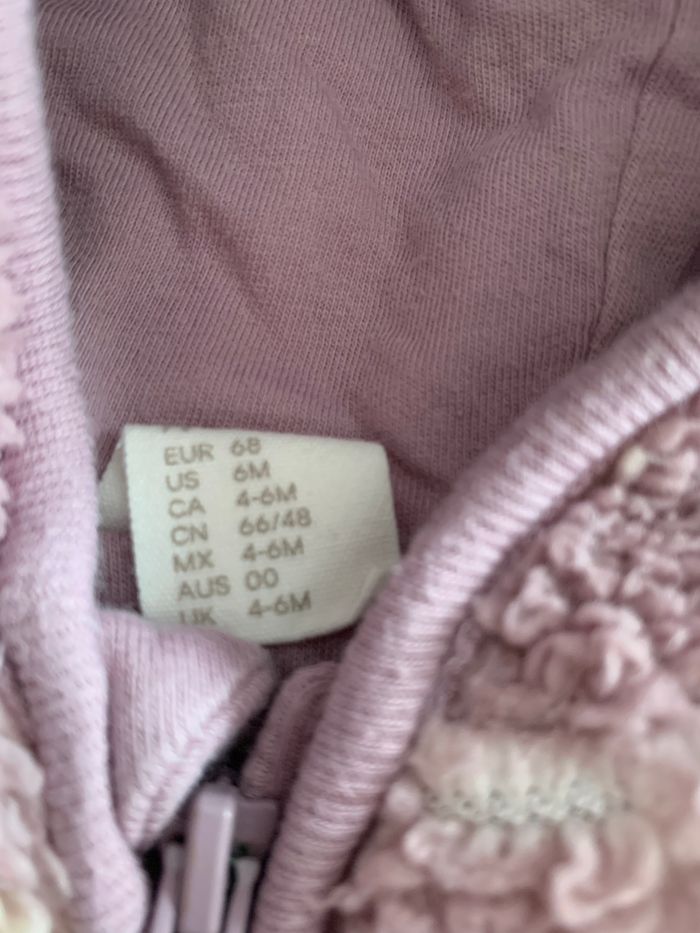 EUR 68
US 6M
CA 4-6M
CN 66/48
MX 4-6M
AUS 00
UK 4-6M